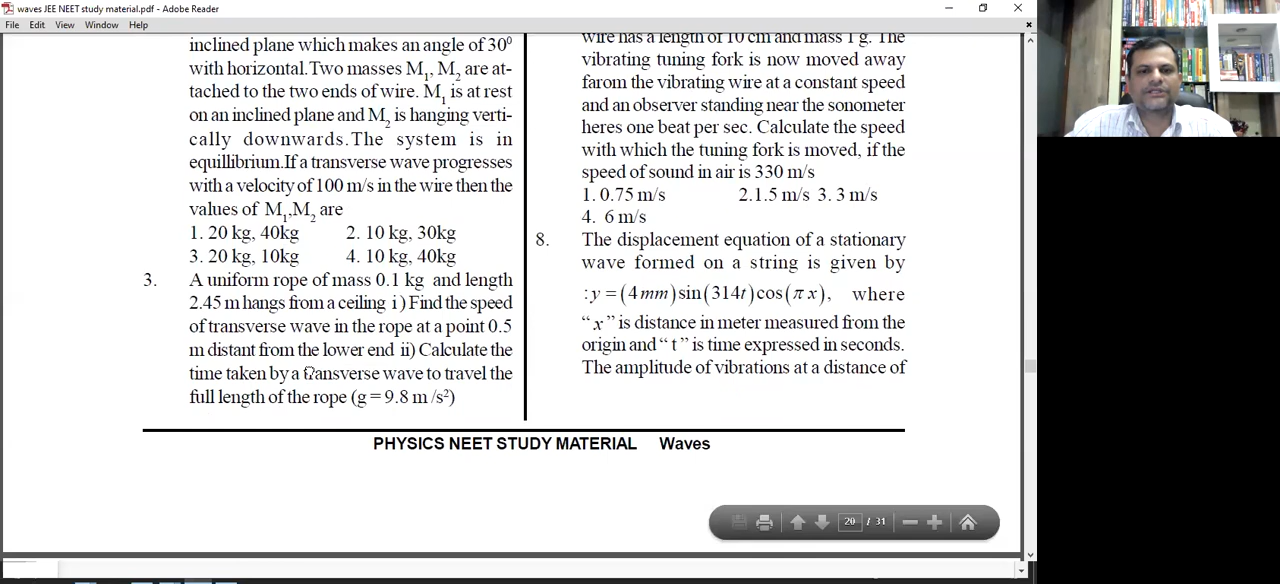 waves JEE NEET study material.pdf - Adobe Reader
File Edit View Window Help
inclined plane which makes an angle of 30⁰
with horizontal.Two masses M₁, M₂ are at-
tached to the two ends of wire. M₁ is at rest
on an inclined plane and M₂ is hanging verti-
cally downwards.The system is in
equilibrium.If a transverse wave progresses
with a velocity of 100 m/s in the wire then the
values of M₁,M₂ are
1. 20 kg, 40kg 2. 10 kg, 30kg
3. 20 kg, 10kg 4. 10 kg, 40kg
3. A uniform rope of mass 0.1 kg and length
2.45 m hangs from a ceiling i ) Find the speed
of transverse wave in the rope at a point 0.5
m distant from the lower end ii) Calculate the
time taken by a transverse wave to travel the
full length of the rope (g = 9.8 m /s²)
wire has a length of 10 cm and mass 1 g. The
vibrating tuning fork is now moved away
farom the vibrating wire at a constant speed
and an observer standing near the sonometer
heres one beat per sec. Calculate the speed
with which the tuning fork is moved, if the
speed of sound in air is 330 m/s
1. 0.75 m/s 2.1.5 m/s 3. 3 m/s
4. 6 m/s
8. The displacement equation of a stationary
wave formed on a string is given by
:y = (4mm)sin(314t)cos(π x), where
“x” is distance in meter measured from the
origin and “t” is time expressed in seconds.
The amplitude of vibrations at a distance of
PHYSICS NEET STUDY MATERIAL Waves
20 / 31